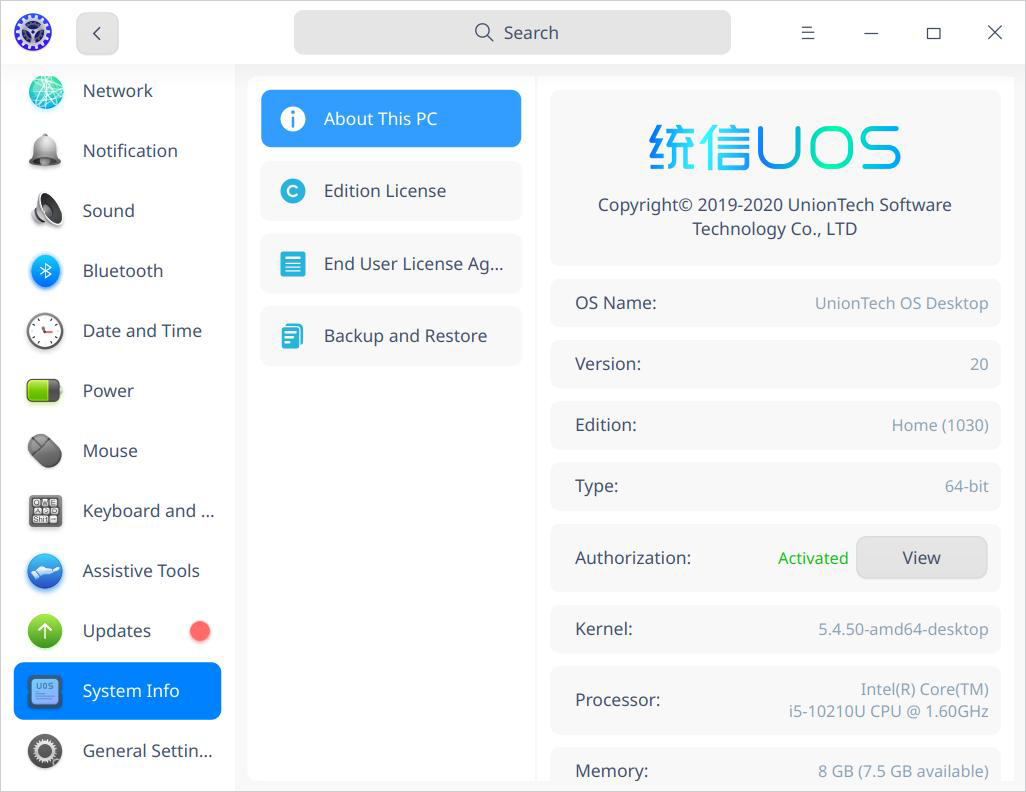 Search
Network
Notification
Sound
Bluetooth
Date and Time
Power
Mouse
Keyboard and ...
Assistive Tools
Updates
System Info
General Settin...
About This PC
Edition License
End User License Ag...
Backup and Restore
统信UOS
Copyright© 2019-2020 UnionTech Software
Technology Co., LTD
OS Name: UnionTech OS Desktop
Version: 20
Edition: Home (1030)
Type: 64-bit
Authorization: Activated View
Kernel: 5.4.50-amd64-desktop
Processor: Intel(R) Core(TM)
i5-10210U CPU @ 1.60GHz
Memory: 8 GB (7.5 GB available)